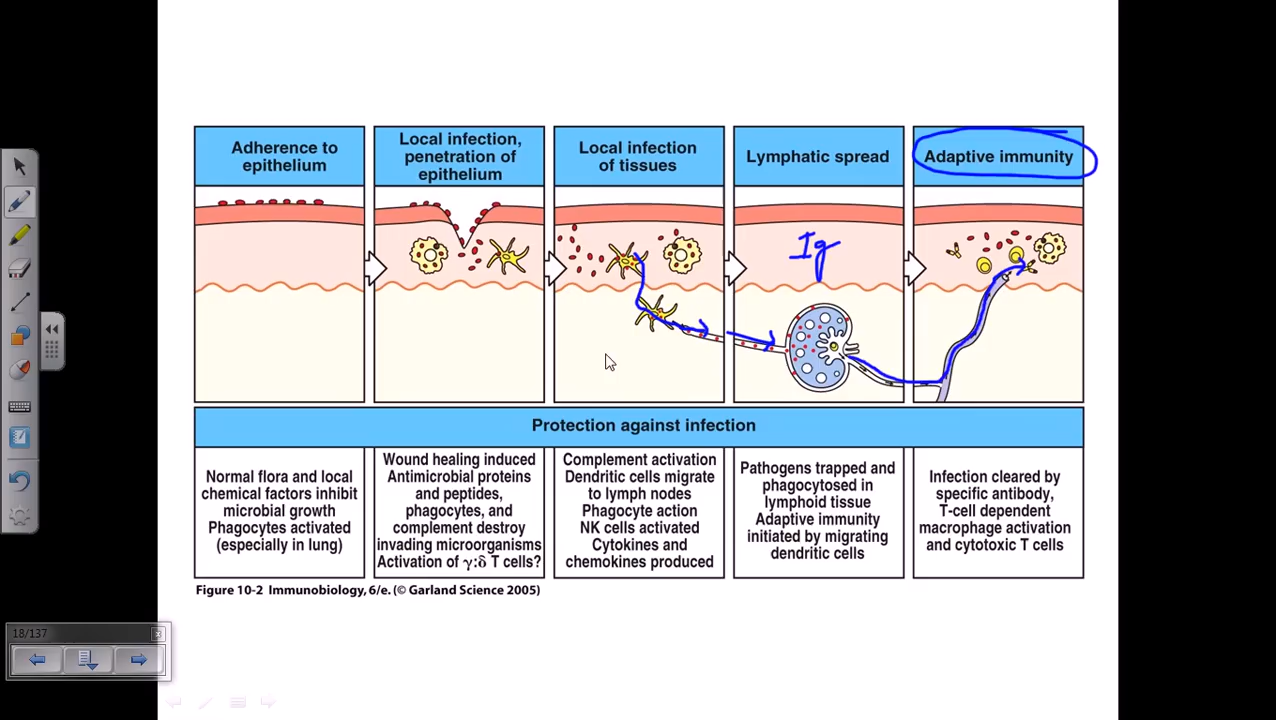 Adherence to
epithelium
Local infection,
penetration of
epithelium
Local infection
of tissues
Lymphatic spread
Adaptive immunity
Ig
Protection against infection
Normal flora and local
chemical factors inhibit
microbial growth
Phagocytes activated
(especially in lung)
Wound healing induced
Antimicrobial proteins
and peptides,
phagocytes, and
complement destroy
invading microorganisms
Activation of γ:δ T cells?
Complement activation
Dendritic cells migrate
to lymph nodes
Phagocyte action
NK cells activated
Cytokines and
chemokines produced
Pathogens trapped and
phagocytosed in
lymphoid tissue
Adaptive immunity
initiated by migrating
dendritic cells
Infection cleared by
specific antibody,
T-cell dependent
macrophage activation
and cytotoxic T cells
Figure 10-2 Immunobiology, 6/e. (© Garland Science 2005)
18/137